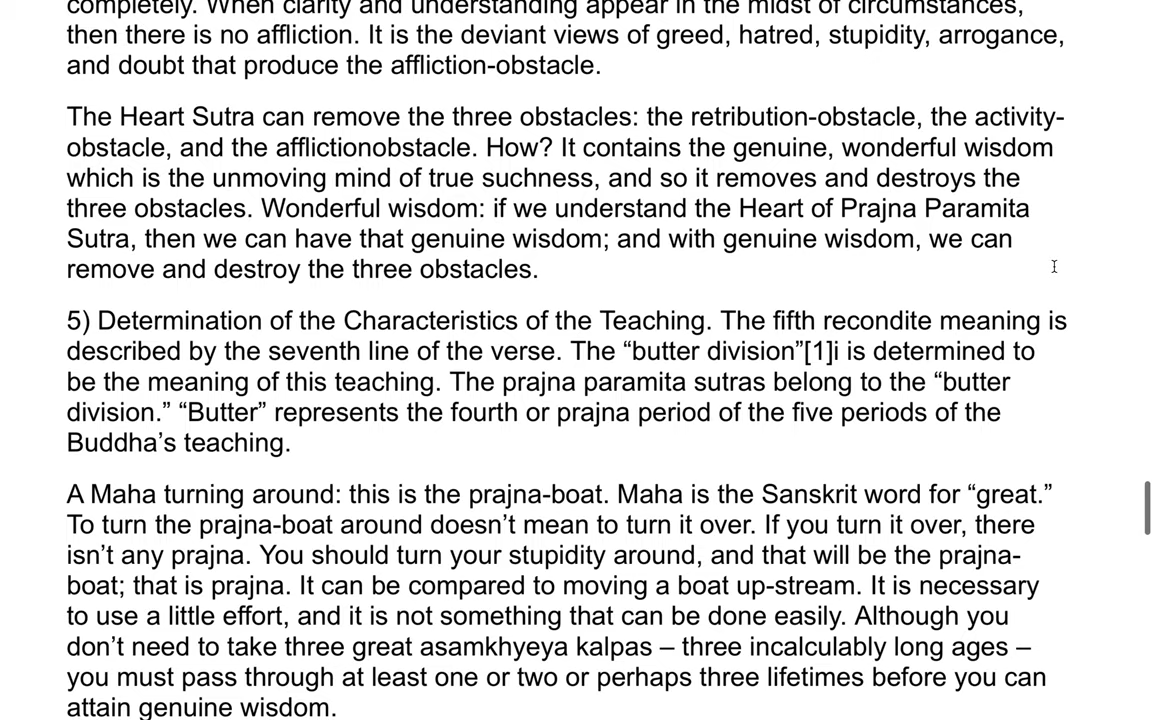 completely. When clarity and understanding appear in the midst of circumstances,
then there is no affliction. It is the deviant views of greed, hatred, stupidity, arrogance,
and doubt that produce the affliction-obstacle.
The Heart Sutra can remove the three obstacles: the retribution-obstacle, the activity-
obstacle, and the afflictionobstacle. How? It contains the genuine, wonderful wisdom
which is the unmoving mind of true suchness, and so it removes and destroys the
three obstacles. Wonderful wisdom: if we understand the Heart of Prajna Paramita
Sutra, then we can have that genuine wisdom; and with genuine wisdom, we can
remove and destroy the three obstacles.
5) Determination of the Characteristics of the Teaching. The fifth recondite meaning is
described by the seventh line of the verse. The “butter division”[1]i is determined to
be the meaning of this teaching. The prajna paramita sutras belong to the “butter
division.” “Butter” represents the fourth or prajna period of the five periods of the
Buddha’s teaching.
A Maha turning around: this is the prajna-boat. Maha is the Sanskrit word for “great.”
To turn the prajna-boat around doesn’t mean to turn it over. If you turn it over, there
isn’t any prajna. You should turn your stupidity around, and that will be the prajna-
boat; that is prajna. It can be compared to moving a boat up-stream. It is necessary
to use a little effort, and it is not something that can be done easily. Although you
don’t need to take three great asamkhyeya kalpas – three incalculably long ages –
you must pass through at least one or two or perhaps three lifetimes before you can
attain genuine wisdom.